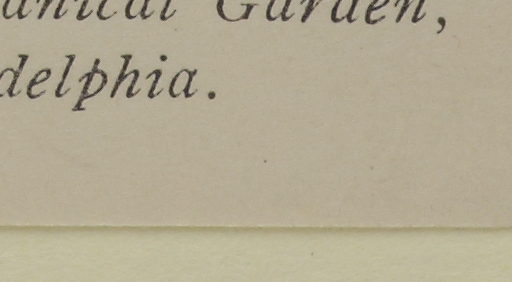 anical Garden,
delphia.